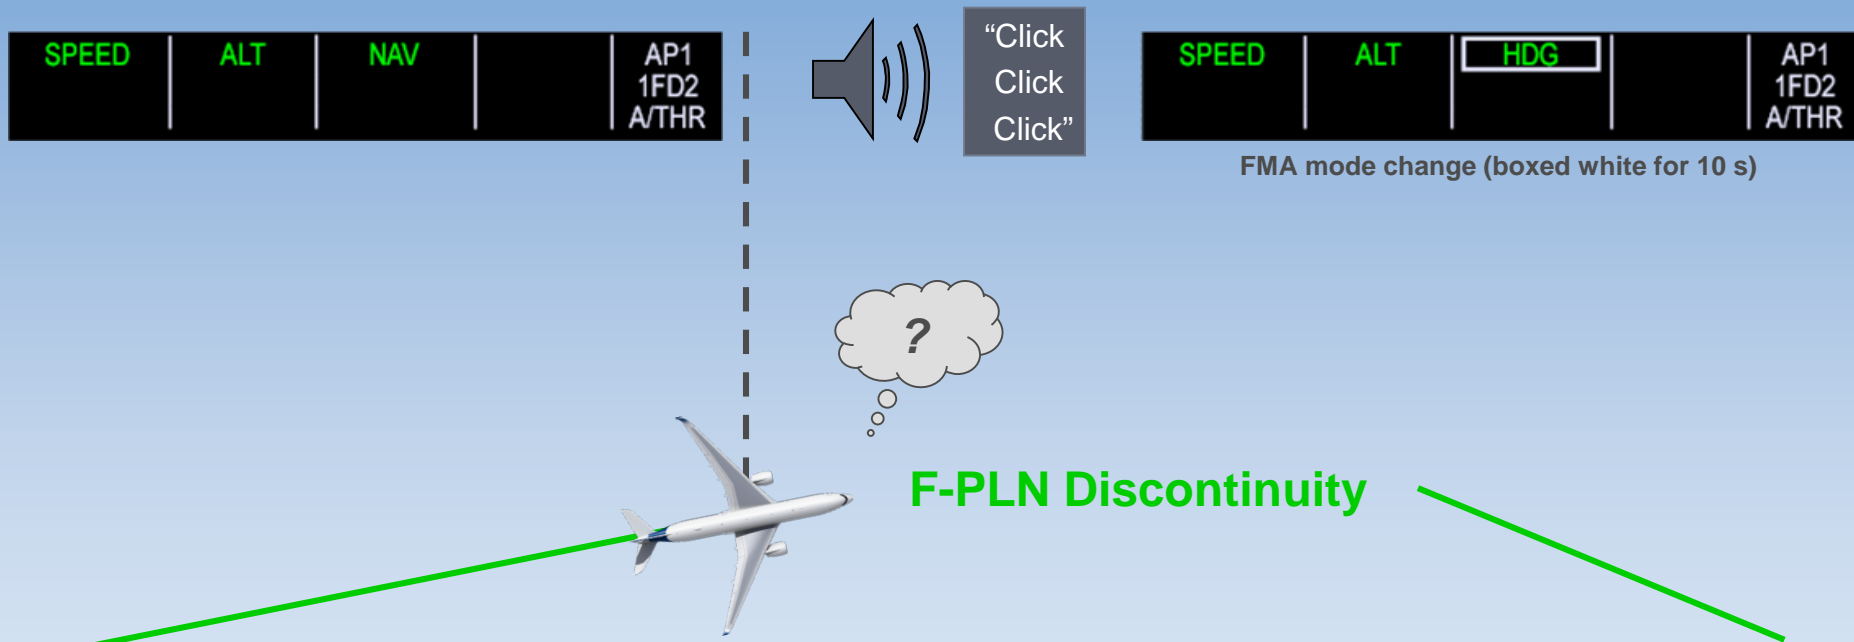 SPEED ALT NAV AP1
1FD2
A/THR
“Click
Click
Click”
SPEED ALT HDG AP1
1FD2
A/THR
FMA mode change (boxed white for 10 s)
?
F-PLN Discontinuity